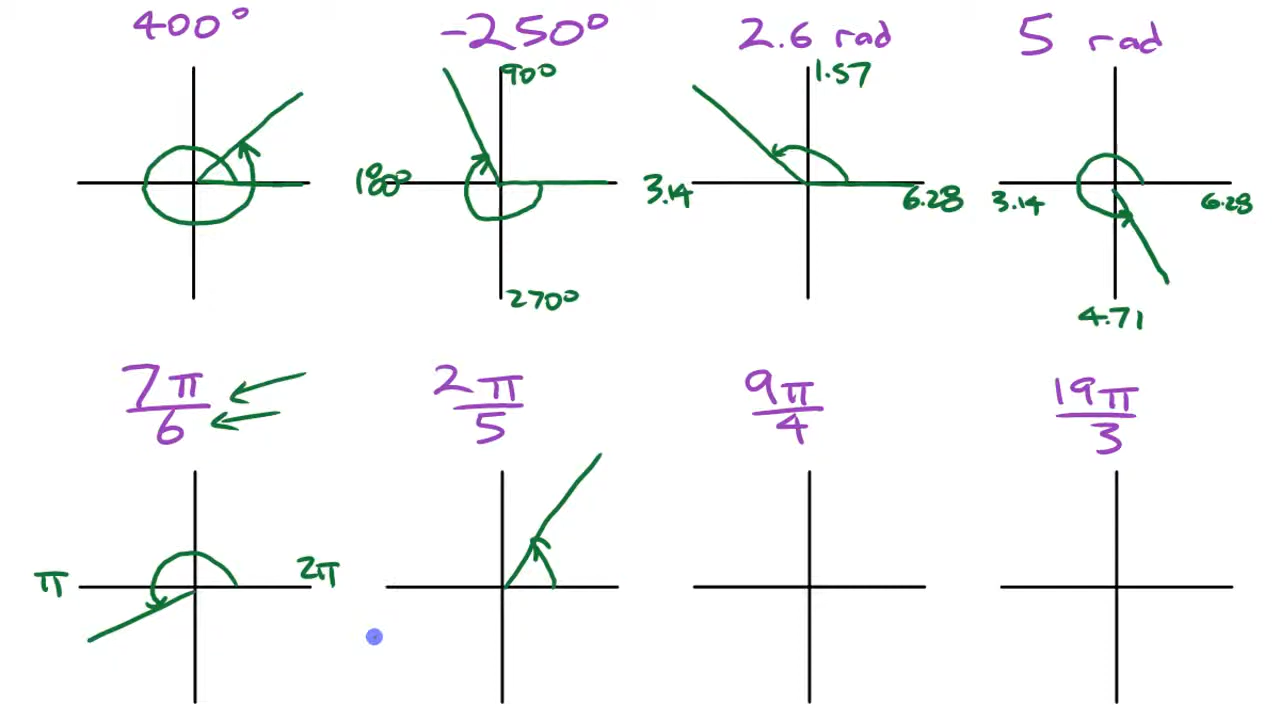 400° -250° 2.6 rad 5 rad
90° 1.57
180° 3.14 6.28 3.14 6.28
270° 4.71
7π/6 2π/5 9π/4 19π/3
π 2π